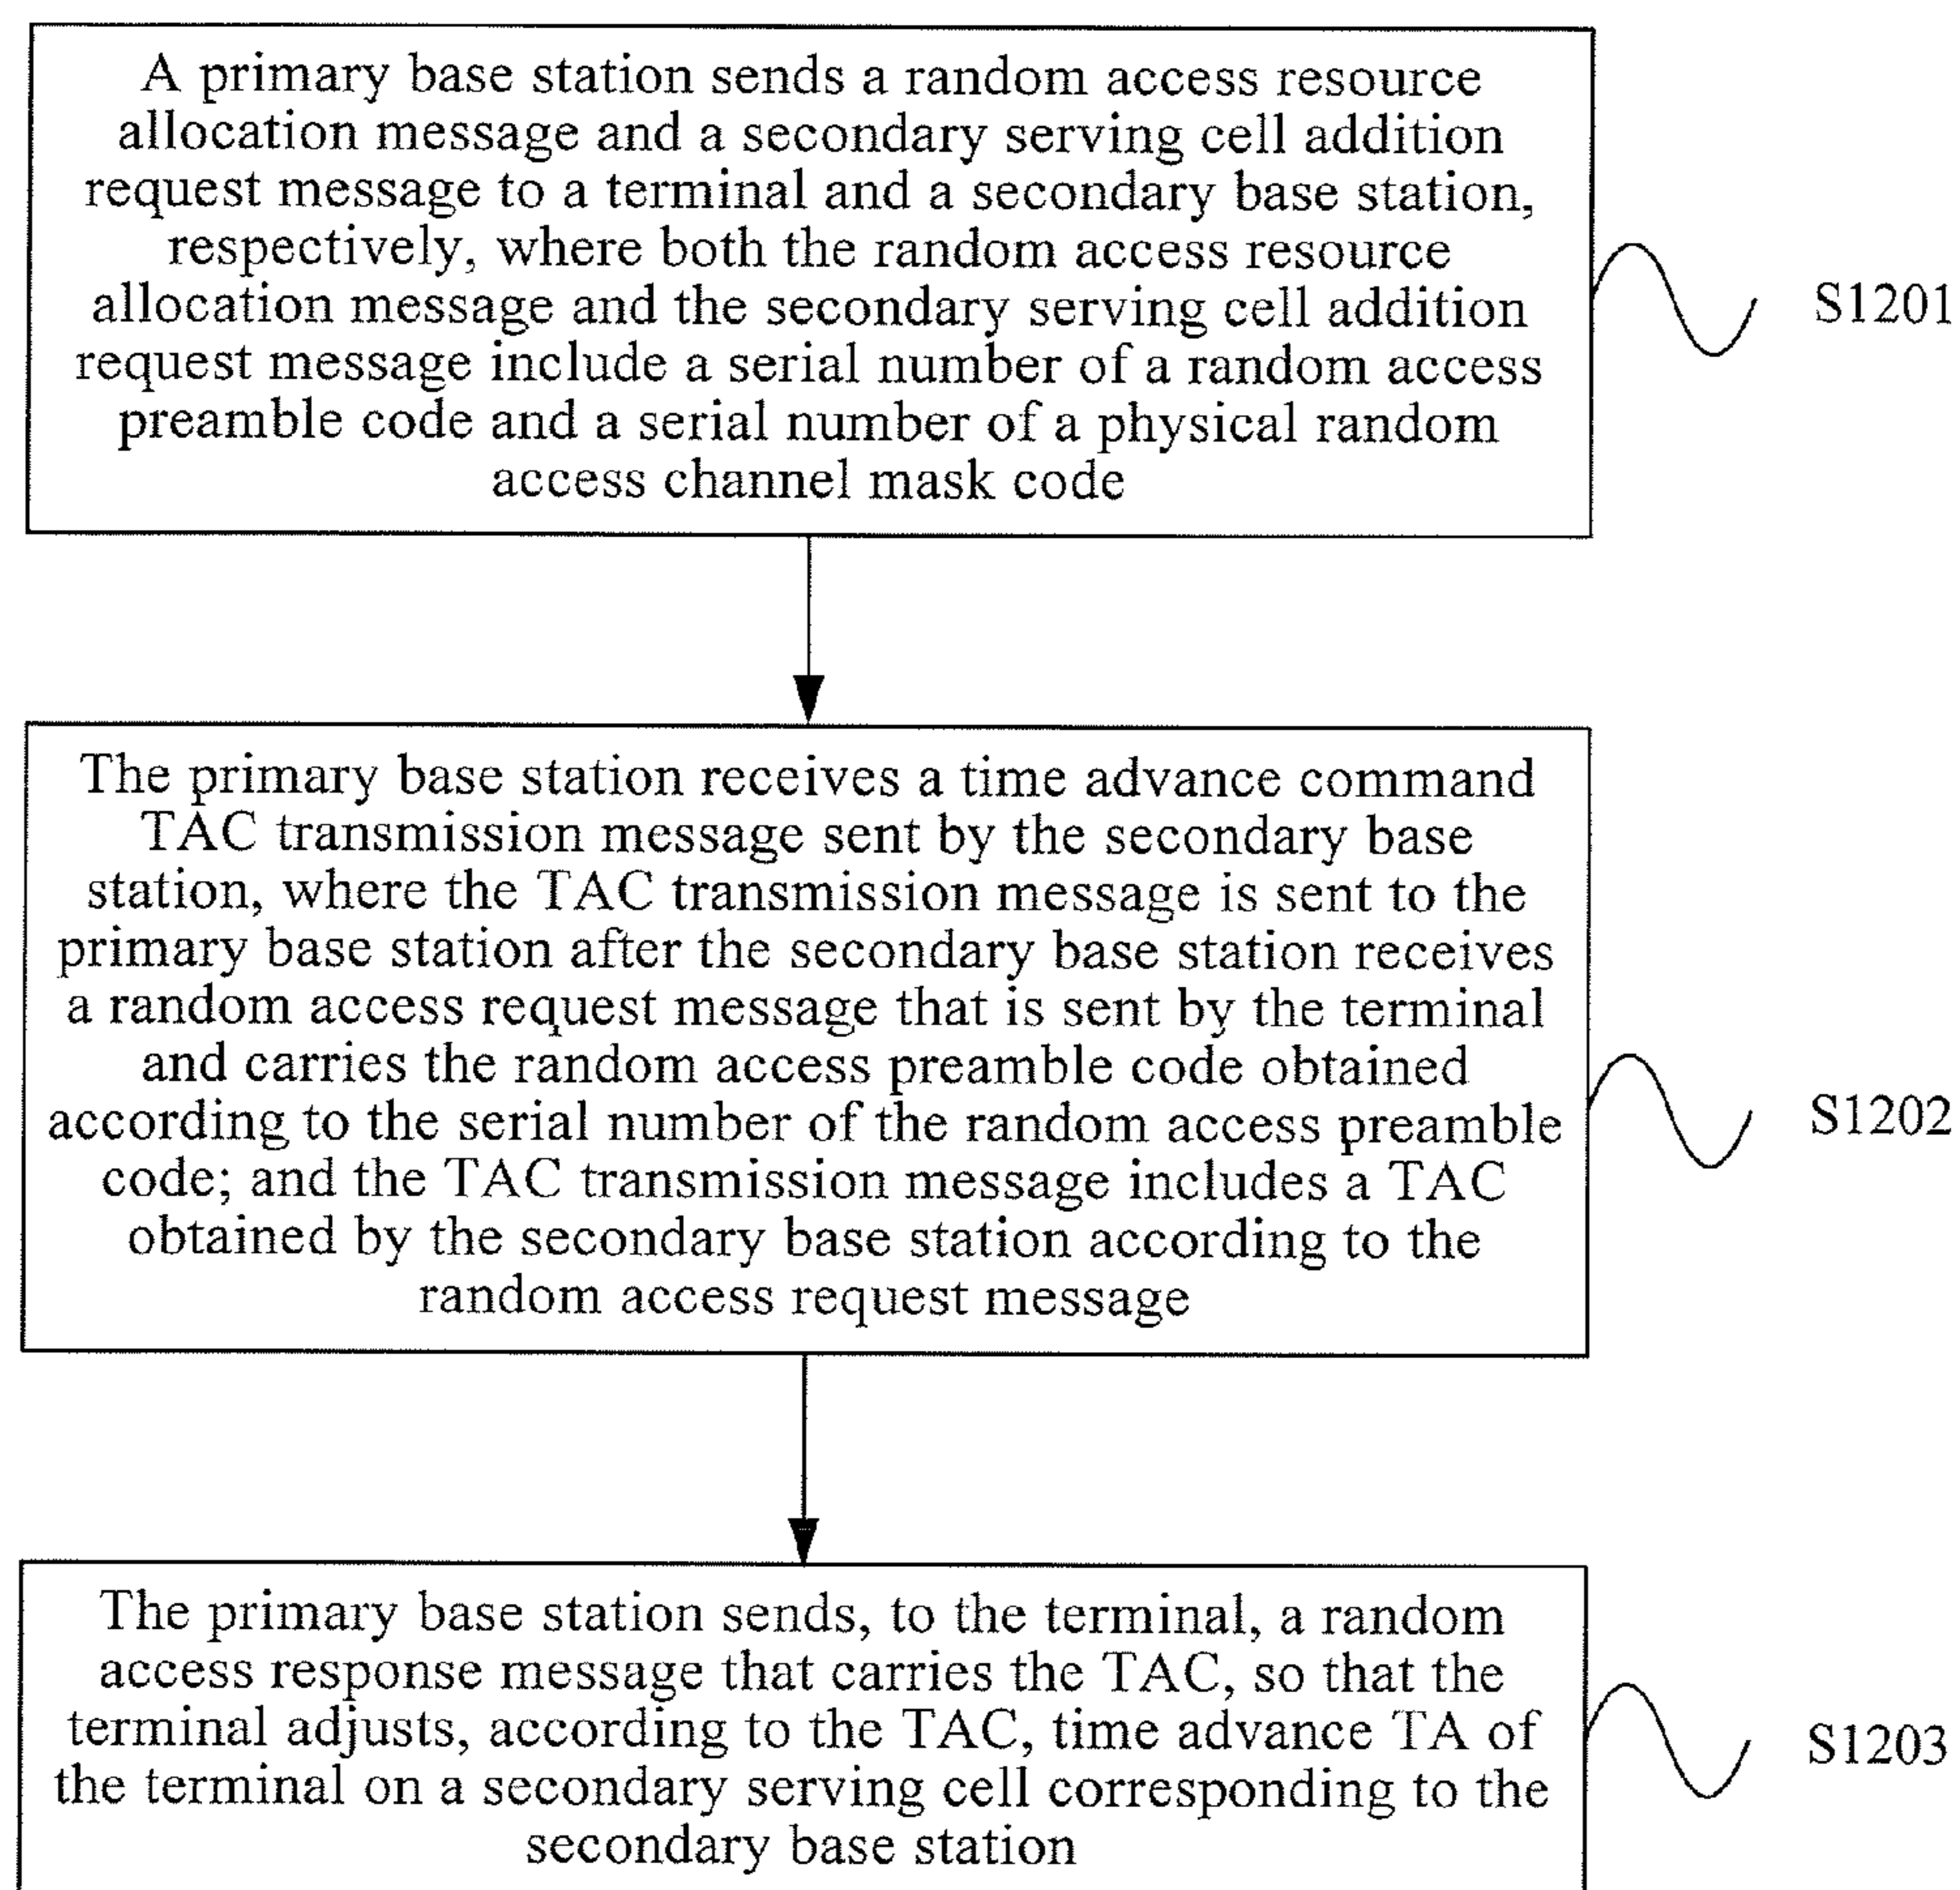 A primary base station sends a random access resource
allocation message and a secondary serving cell addition
request message to a terminal and a secondary base station,
respectively, where both the random access resource
allocation message and the secondary serving cell addition
request message include a serial number of a random access
preamble code and a serial number of a physical random
access channel mask code
S1201
The primary base station receives a time advance command
TAC transmission message sent by the secondary base
station, where the TAC transmission message is sent to the
primary base station after the secondary base station receives
a random access request message that is sent by the terminal
and carries the random access preamble code obtained
according to the serial number of the random access preamble
code; and the TAC transmission message includes a TAC
obtained by the secondary base station according to the
random access request message
S1202
The primary base station sends, to the terminal, a random
access response message that carries the TAC, so that the
terminal adjusts, according to the TAC, time advance TA of
the terminal on a secondary serving cell corresponding to the
secondary base station
S1203